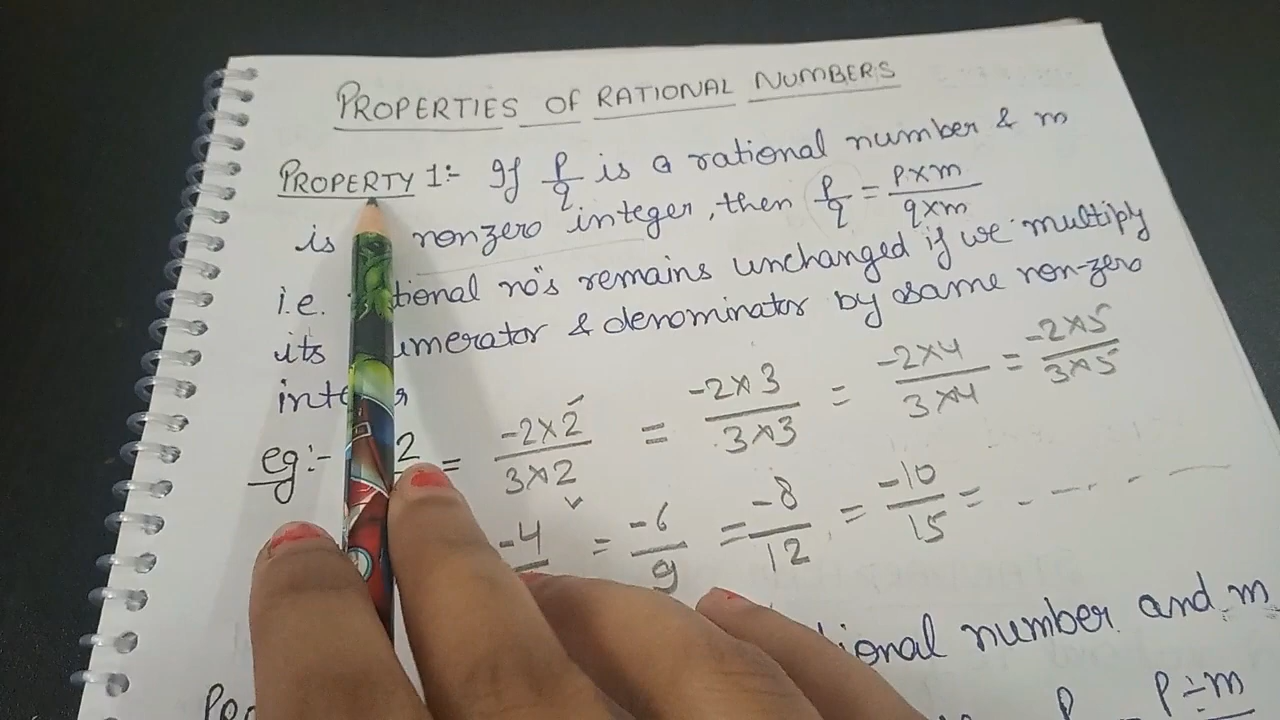 PROPERTIES OF RATIONAL NUMBERS
PROPERTY 1:- If p/q is a rational number & m
is nonzero integer, then p/q = p×m/q×m
i.e. tional no's remains unchanged if we multiply
its umerator & denominator by same non-zero
inte r
eg:- 2 = -2×2/3×2 = -2×3/3×3 = -2×4/3×4 = -2×5/3×5
-4 = -6/9 = -8/12 = -10/15 = - - - - -
ional number and m
P P÷m